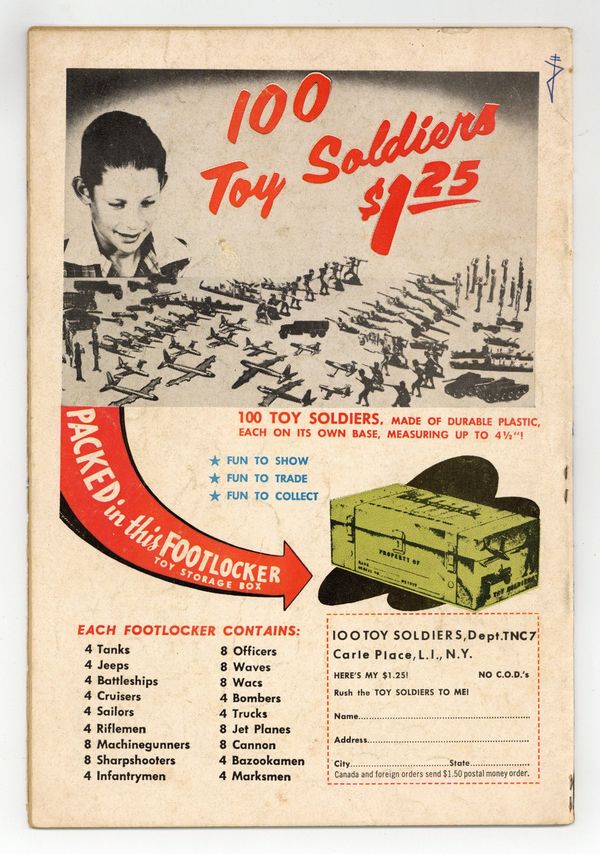 100
Toy Soldiers
$1.25
100 TOY SOLDIERS, MADE OF DURABLE PLASTIC,
EACH ON ITS OWN BASE, MEASURING UP TO 4½"!
PACKED in this FOOTLOCKER
TOY STORAGE BOX
★ FUN TO SHOW
★ FUN TO TRADE
★ FUN TO COLLECT
PROPERTY OF
TOY SOLDIERS
EACH FOOTLOCKER CONTAINS:
4 Tanks
4 Jeeps
4 Battleships
4 Cruisers
4 Sailors
4 Riflemen
8 Machinegunners
8 Sharpshooters
4 Infantrymen
8 Officers
8 Waves
8 Wacs
4 Bombers
4 Trucks
8 Jet Planes
8 Cannon
4 Bazookamen
4 Marksmen
100 TOY SOLDIERS, Dept. TNC7
Carle Place, L.I., N.Y.
HERE'S MY $1.25! NO C.O.D.'s
Rush the TOY SOLDIERS TO ME!
Name
Address
City State
Canada and foreign orders send $1.50 postal money order.